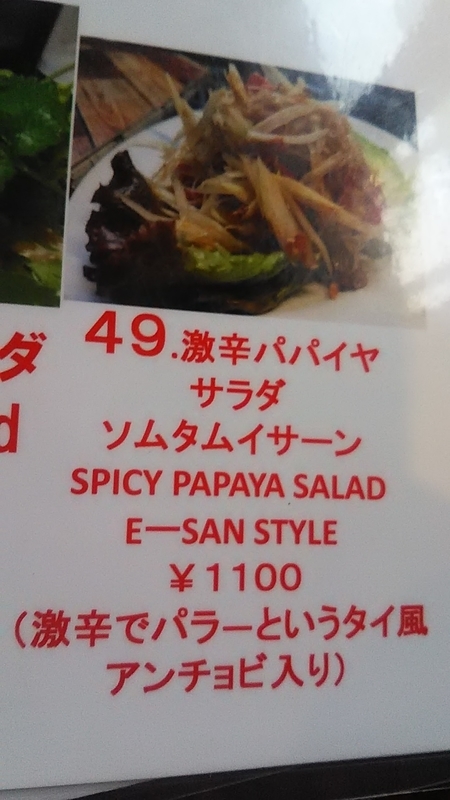 ダ
d
49.激辛パパイヤ
サラダ
ソムタムイサーン
SPICY PAPAYA SALAD
E—SAN STYLE
￥1100
（激辛でパラーというタイ風
アンチョビ入り）